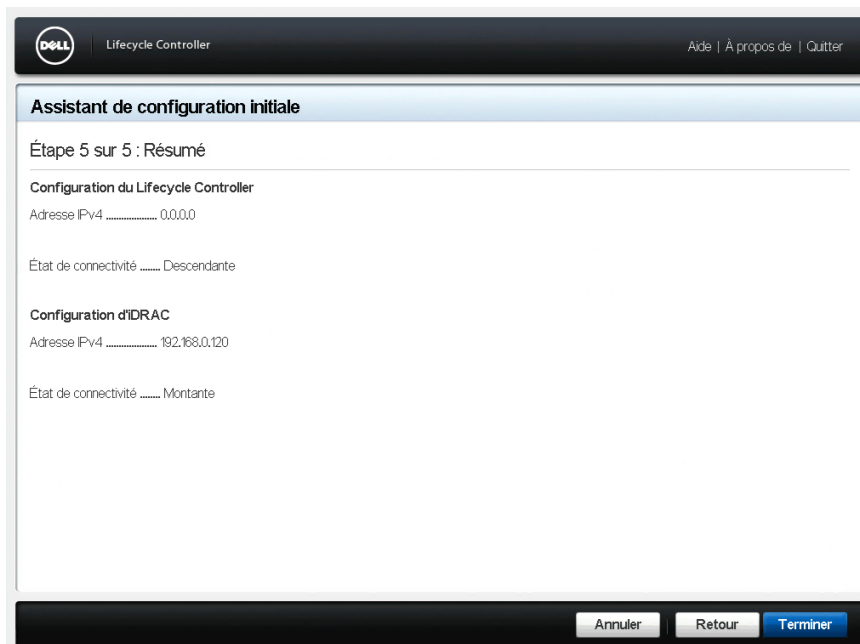 DELL
Lifecycle Controller
Aide | À propos de | Quitter
Assistant de configuration initiale
Étape 5 sur 5 : Résumé
Configuration du Lifecycle Controller
Adresse IPv4 ................... 0.0.0.0
État de connectivité ........ Descendante
Configuration d'iDRAC
Adresse IPv4 ................... 192.168.0.120
État de connectivité ........ Montante
Annuler
Retour
Terminer